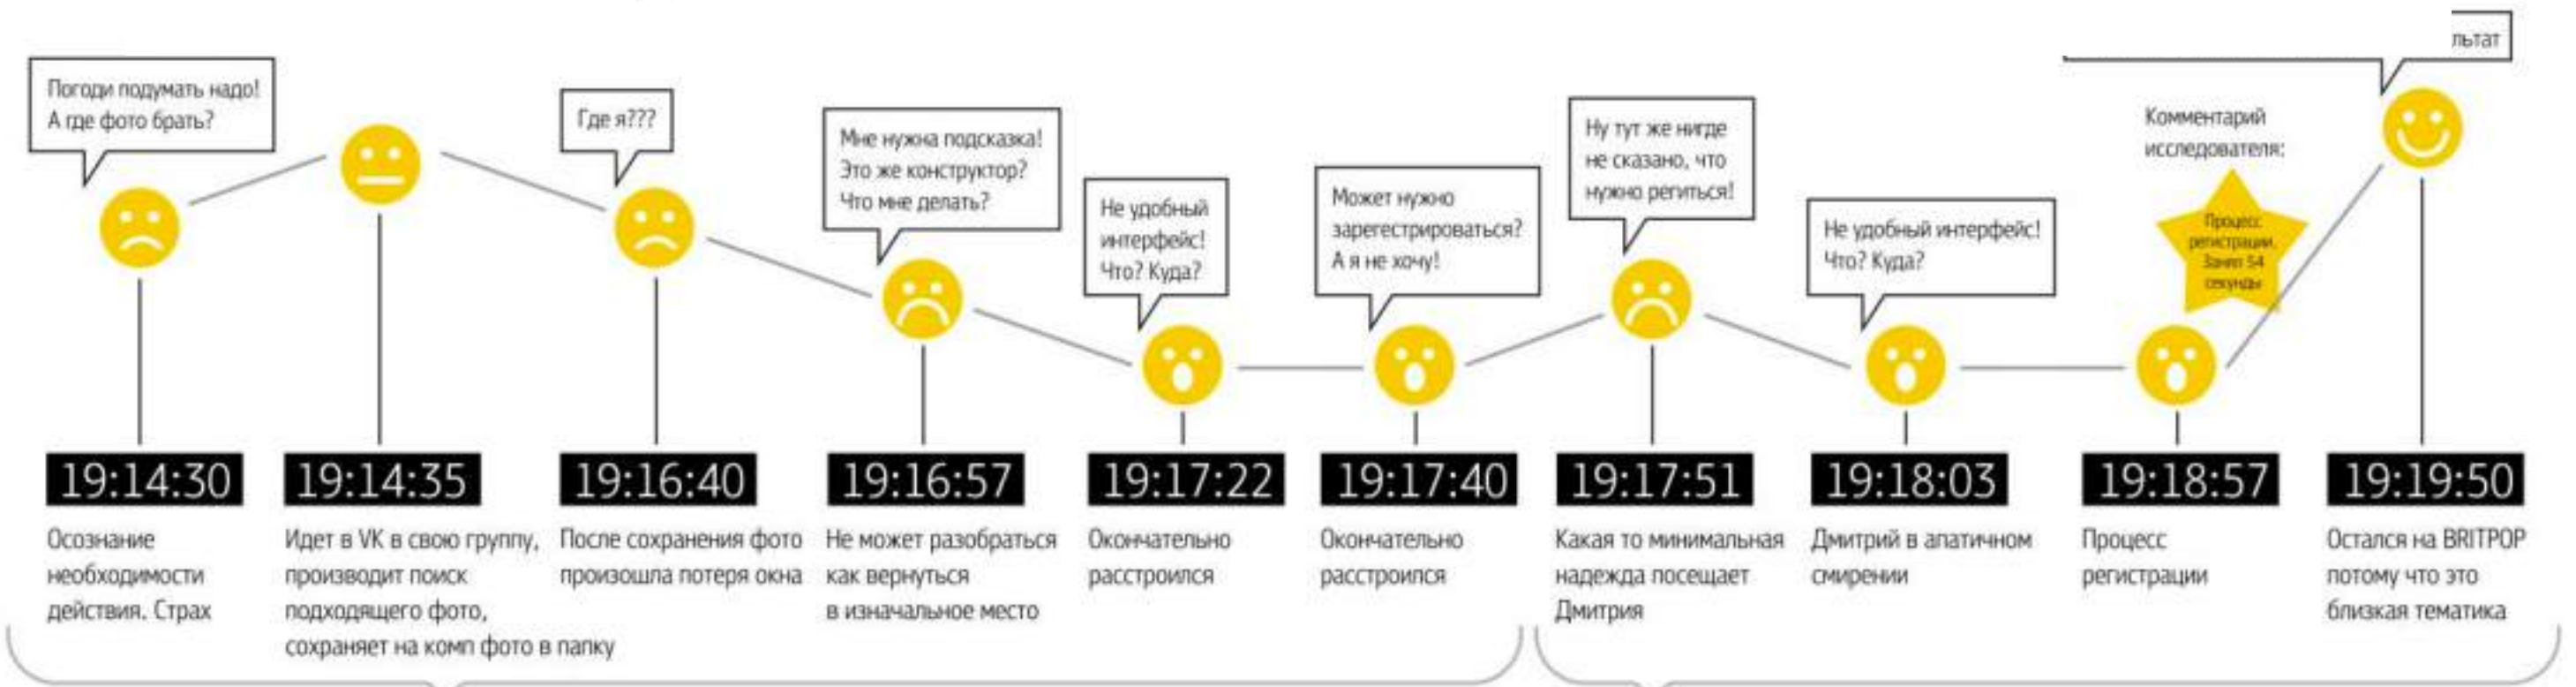 Погоди подумать надо!
А где фото брать?
Где я???
Мне нужна подсказка!
Это же конструктор?
Что мне делать?
Не удобный
интерфейс!
Что? Куда?
Может нужно
зарегестрироваться?
А я не хочу!
Ну тут же нигде
не сказано, что
нужно региться!
Не удобный интерфейс!
Что? Куда?
Комментарий
исследователя:
Процесс
регистрации.
Занял 54
секунды
льтат
19:14:30
Осознание
необходимости
действия. Страх
19:14:35
Идет в VK в свою группу,
производит поиск
подходящего фото,
сохраняет на комп фото в папку
19:16:40
После сохранения фото
произошла потеря окна
19:16:57
Не может разобраться
как вернуться
в изначальное место
19:17:22
Окончательно
расстроился
19:17:40
Окончательно
расстроился
19:17:51
Какая то минимальная
надежда посещает
Дмитрия
19:18:03
Дмитрий в апатичном
смирении
19:18:57
Процесс
регистрации
19:19:50
Остался на BRITPOP
потому что это
близкая тематика